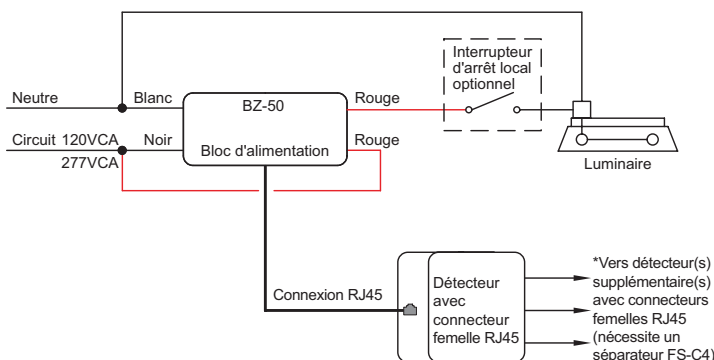 Interrupteur
d'arrêt local
optionnel
Neutre
Blanc
BZ-50
Rouge
Circuit 120VCA
277VCA
Noir
Bloc d'alimentation
Rouge
Luminaire
Connexion RJ45
Détecteur
avec
connecteur
femelle RJ45
*Vers détecteur(s)
supplémentaire(s)
avec connecteurs
femelles RJ45
(nécessite un
séparateur FS-C4)